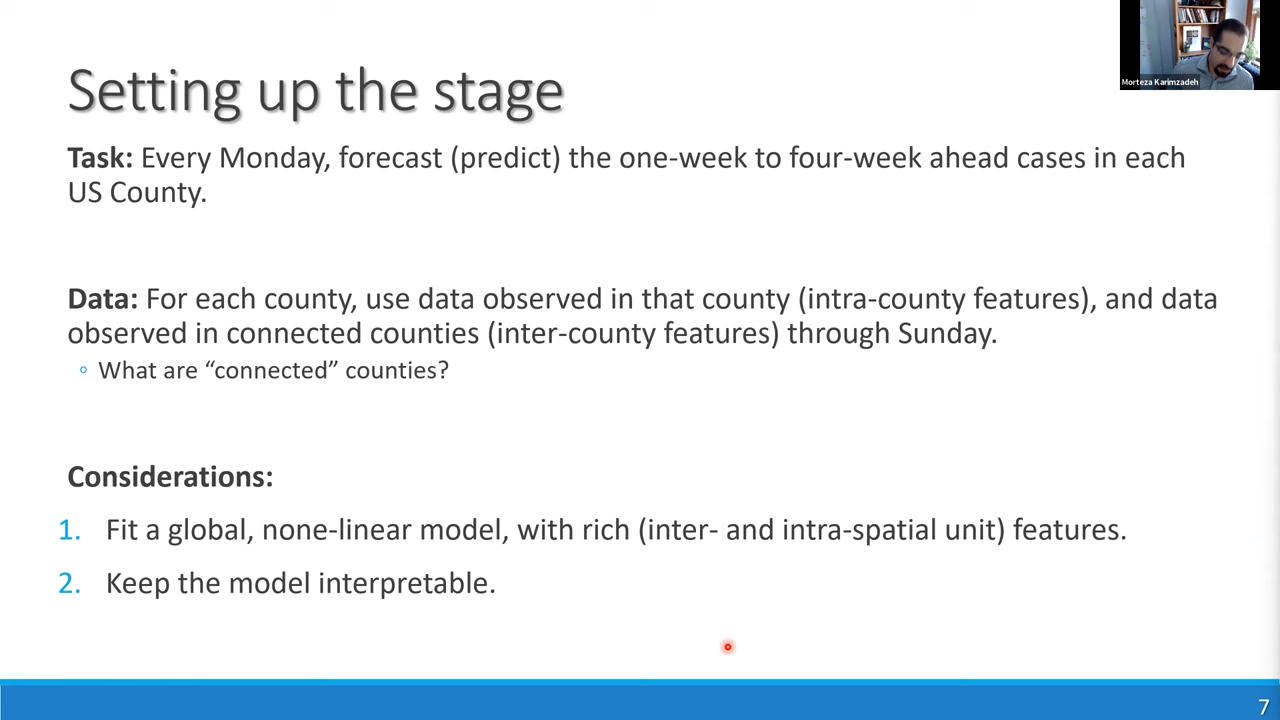 Setting up the stage
Morteza Karimzadeh
Task: Every Monday, forecast (predict) the one-week to four-week ahead cases in each
US County.
Data: For each county, use data observed in that county (intra-county features), and data
observed in connected counties (inter-county features) through Sunday.
◦ What are “connected” counties?
Considerations:
1. Fit a global, none-linear model, with rich (inter- and intra-spatial unit) features.
2. Keep the model interpretable.
7